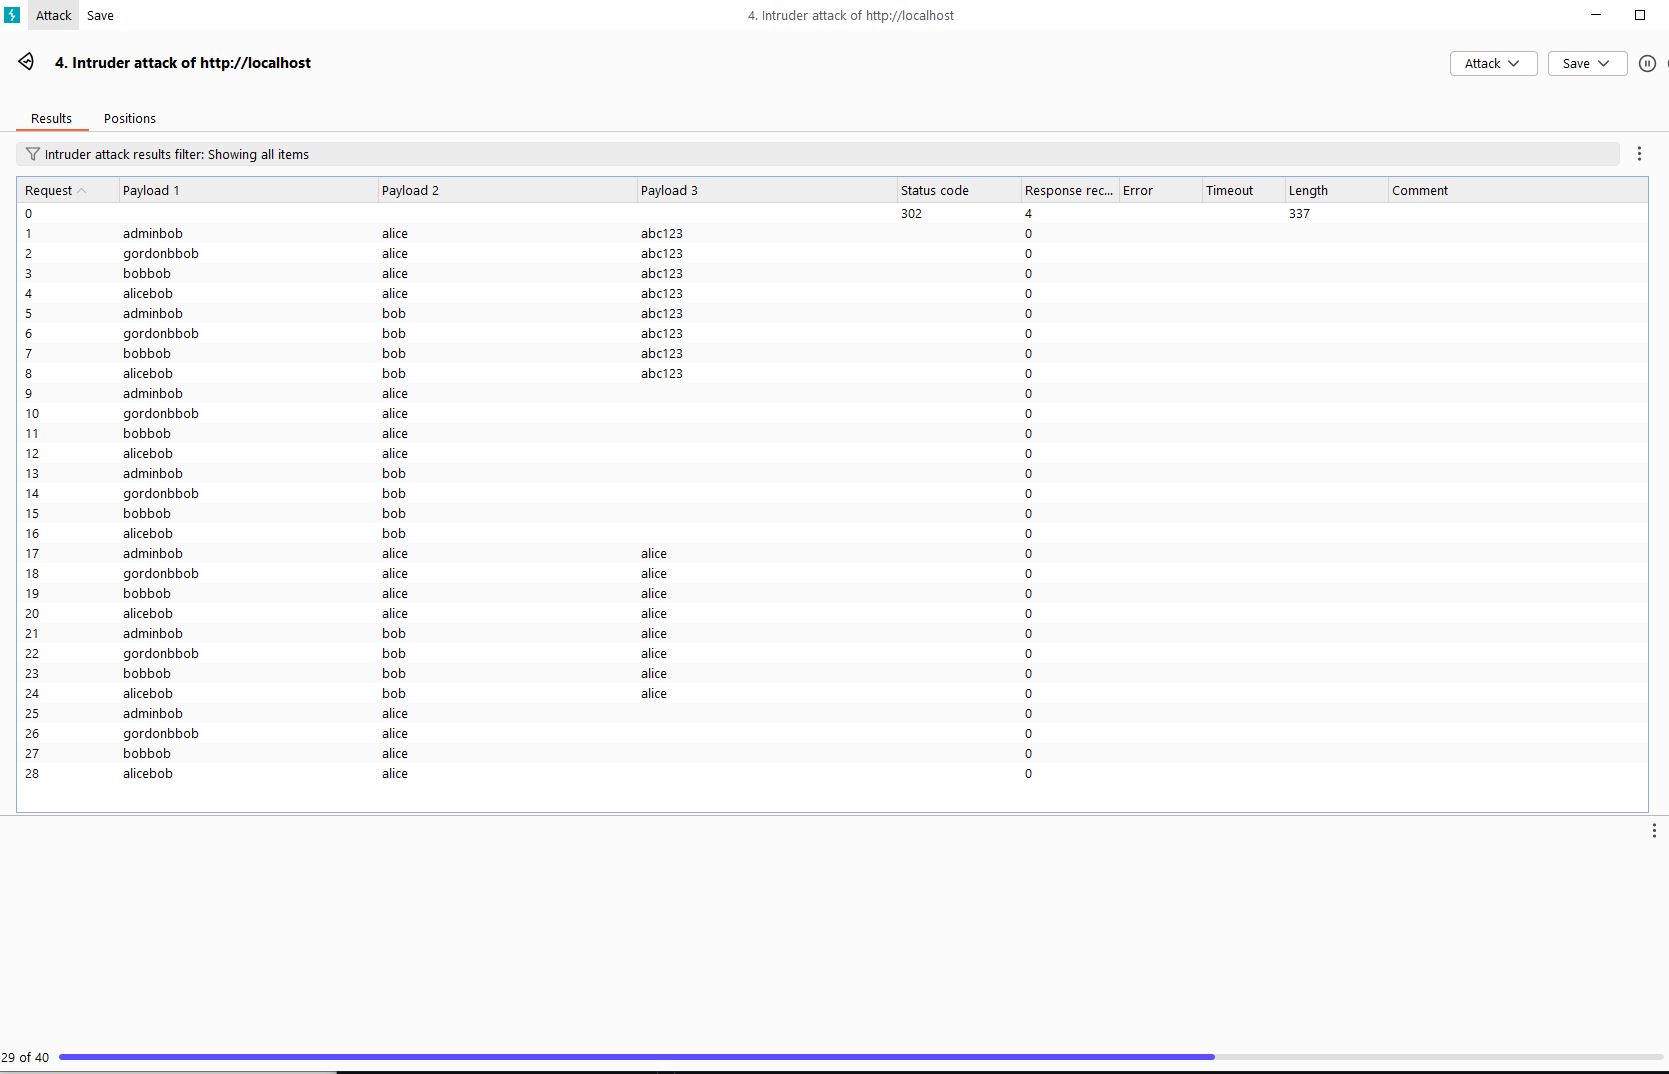 Attack Save 4. Intruder attack of http://localhost
4. Intruder attack of http://localhost Attack Save
Results Positions
Intruder attack results filter: Showing all items
Request Payload 1 Payload 2 Payload 3 Status code Response rec... Error Timeout Length Comment
0 302 4 337
1 adminbob alice abc123 0
2 gordonbbob alice abc123 0
3 bobbob alice abc123 0
4 alicebob alice abc123 0
5 adminbob bob abc123 0
6 gordonbbob bob abc123 0
7 bobbob bob abc123 0
8 alicebob bob abc123 0
9 adminbob alice 0
10 gordonbbob alice 0
11 bobbob alice 0
12 alicebob alice 0
13 adminbob bob 0
14 gordonbbob bob 0
15 bobbob bob 0
16 alicebob bob 0
17 adminbob alice alice 0
18 gordonbbob alice alice 0
19 bobbob alice alice 0
20 alicebob alice alice 0
21 adminbob bob alice 0
22 gordonbbob bob alice 0
23 bobbob bob alice 0
24 alicebob bob alice 0
25 adminbob alice 0
26 gordonbbob alice 0
27 bobbob alice 0
28 alicebob alice 0
29 of 40